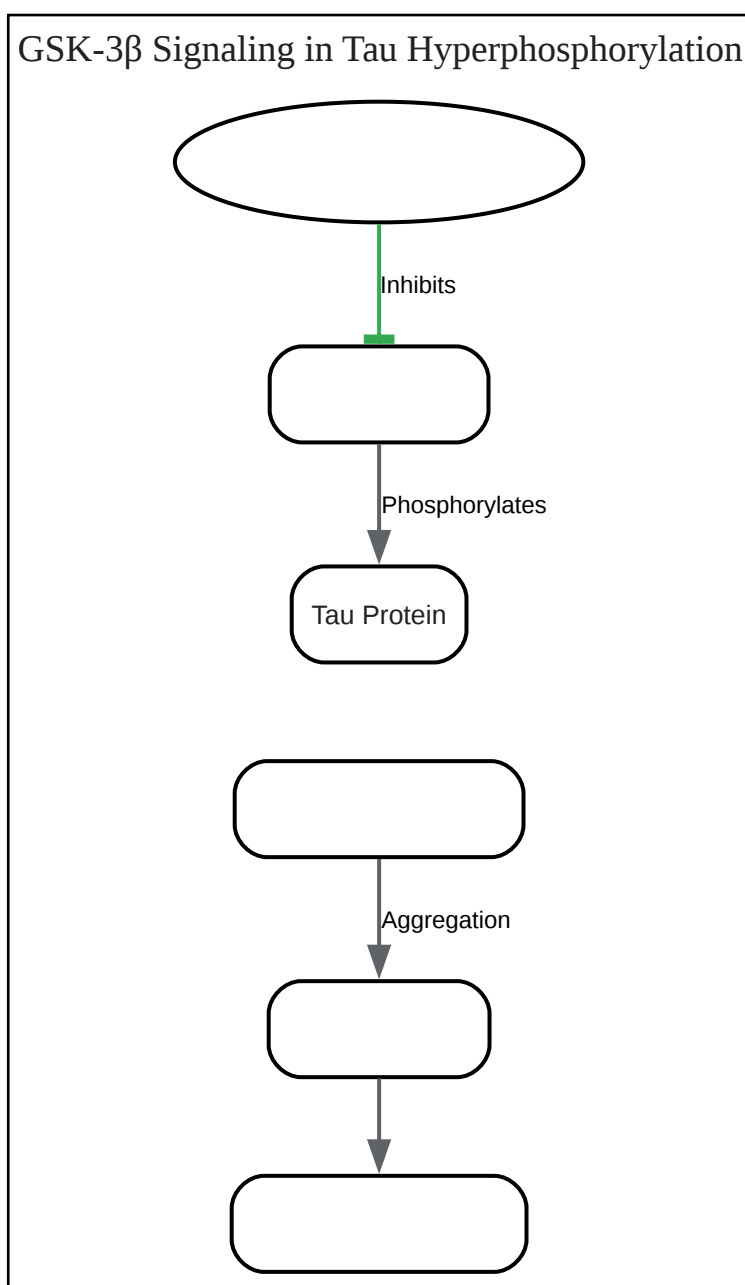 GSK-3β Signaling in Tau Hyperphosphorylation
Inhibits
Phosphorylates
Tau Protein
Aggregation